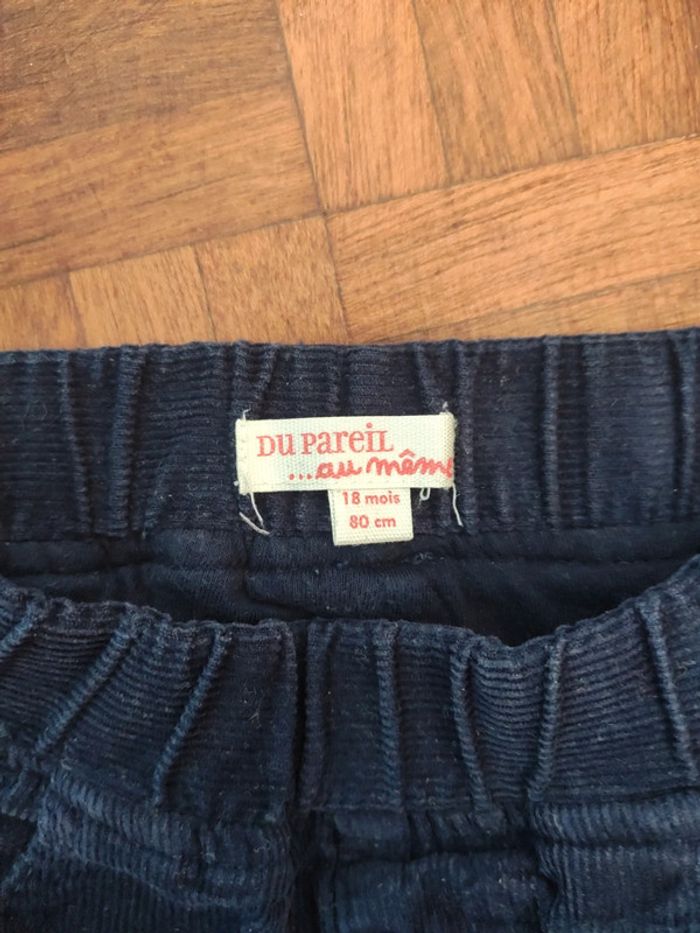 DU PAREIL
...au même
18 mois
80 cm